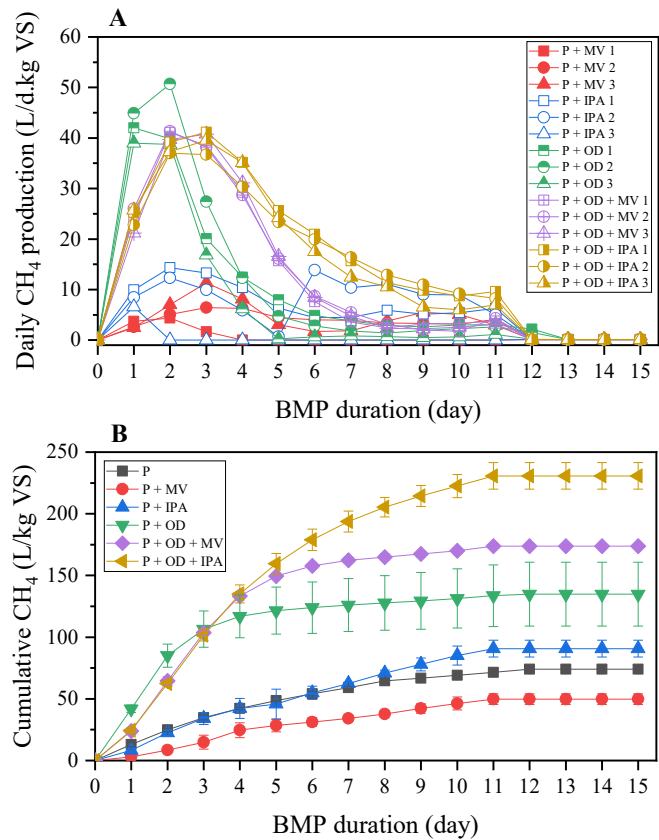 A
Daily CH₄ production (L/d.kg VS)
60
50
40
30
20
10
0
P + MV 1
P + MV 2
P + MV 3
P + IPA 1
P + IPA 2
P + IPA 3
P + OD 1
P + OD 2
P + OD 3
P + OD + MV 1
P + OD + MV 2
P + OD + MV 3
P + OD + IPA 1
P + OD + IPA 2
P + OD + IPA 3
0 1 2 3 4 5 6 7 8 9 10 11 12 13 14 15
BMP duration (day)
B
Cumulative CH₄ (L/kg VS)
250
200
150
100
50
0
P
P + MV
P + IPA
P + OD
P + OD + MV
P + OD + IPA
0 1 2 3 4 5 6 7 8 9 10 11 12 13 14 15
BMP duration (day)